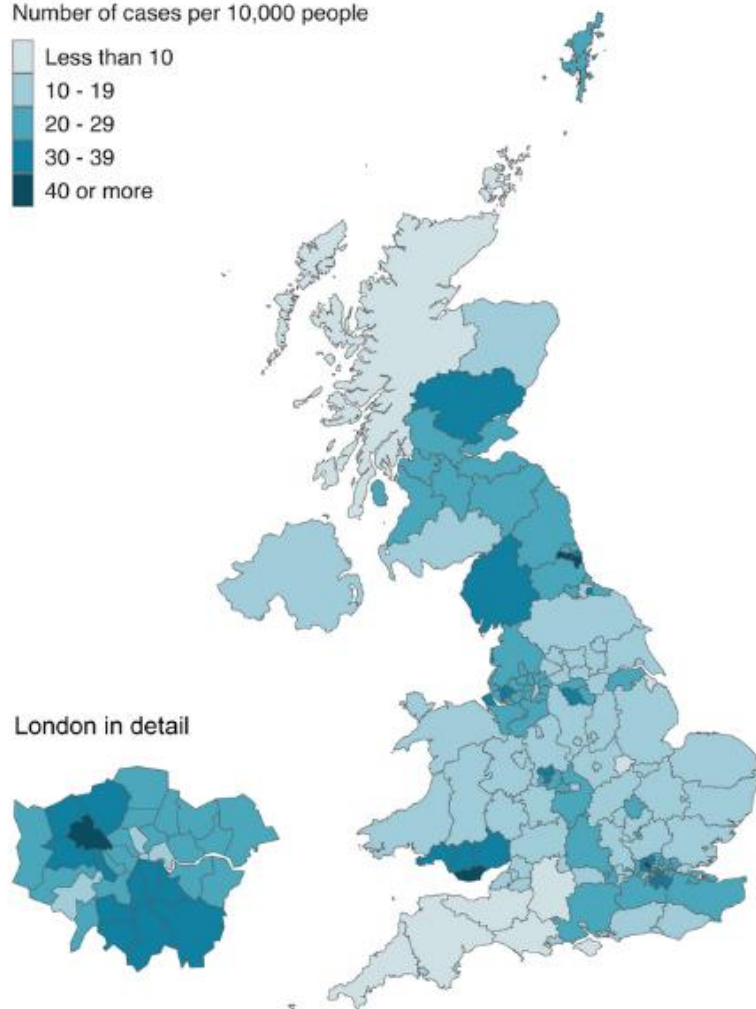 Number of cases per 10,000 people
Less than 10
10 - 19
20 - 29
30 - 39
40 or more
London in detail